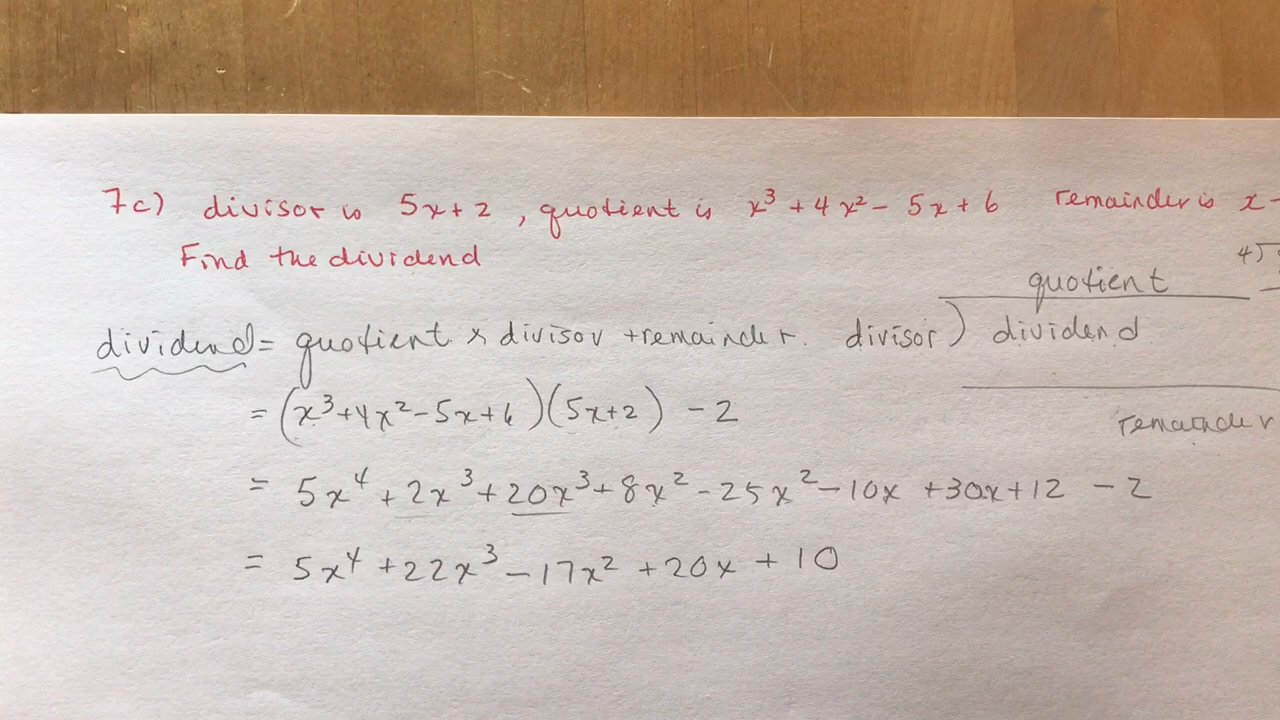 7c) divisor is 5x+2, quotient is x³+4x²-5x+6 remainder is x-
Find the dividend
4)
quotient
dividend = quotient x divisor + remainder. divisor) dividend
= (x³+4x²-5x+6)(5x+2) -2
remainder
= 5x⁴+2x³+20x³+8x²-25x²-10x+30x+12-2
= 5x⁴+22x³-17x²+20x+10